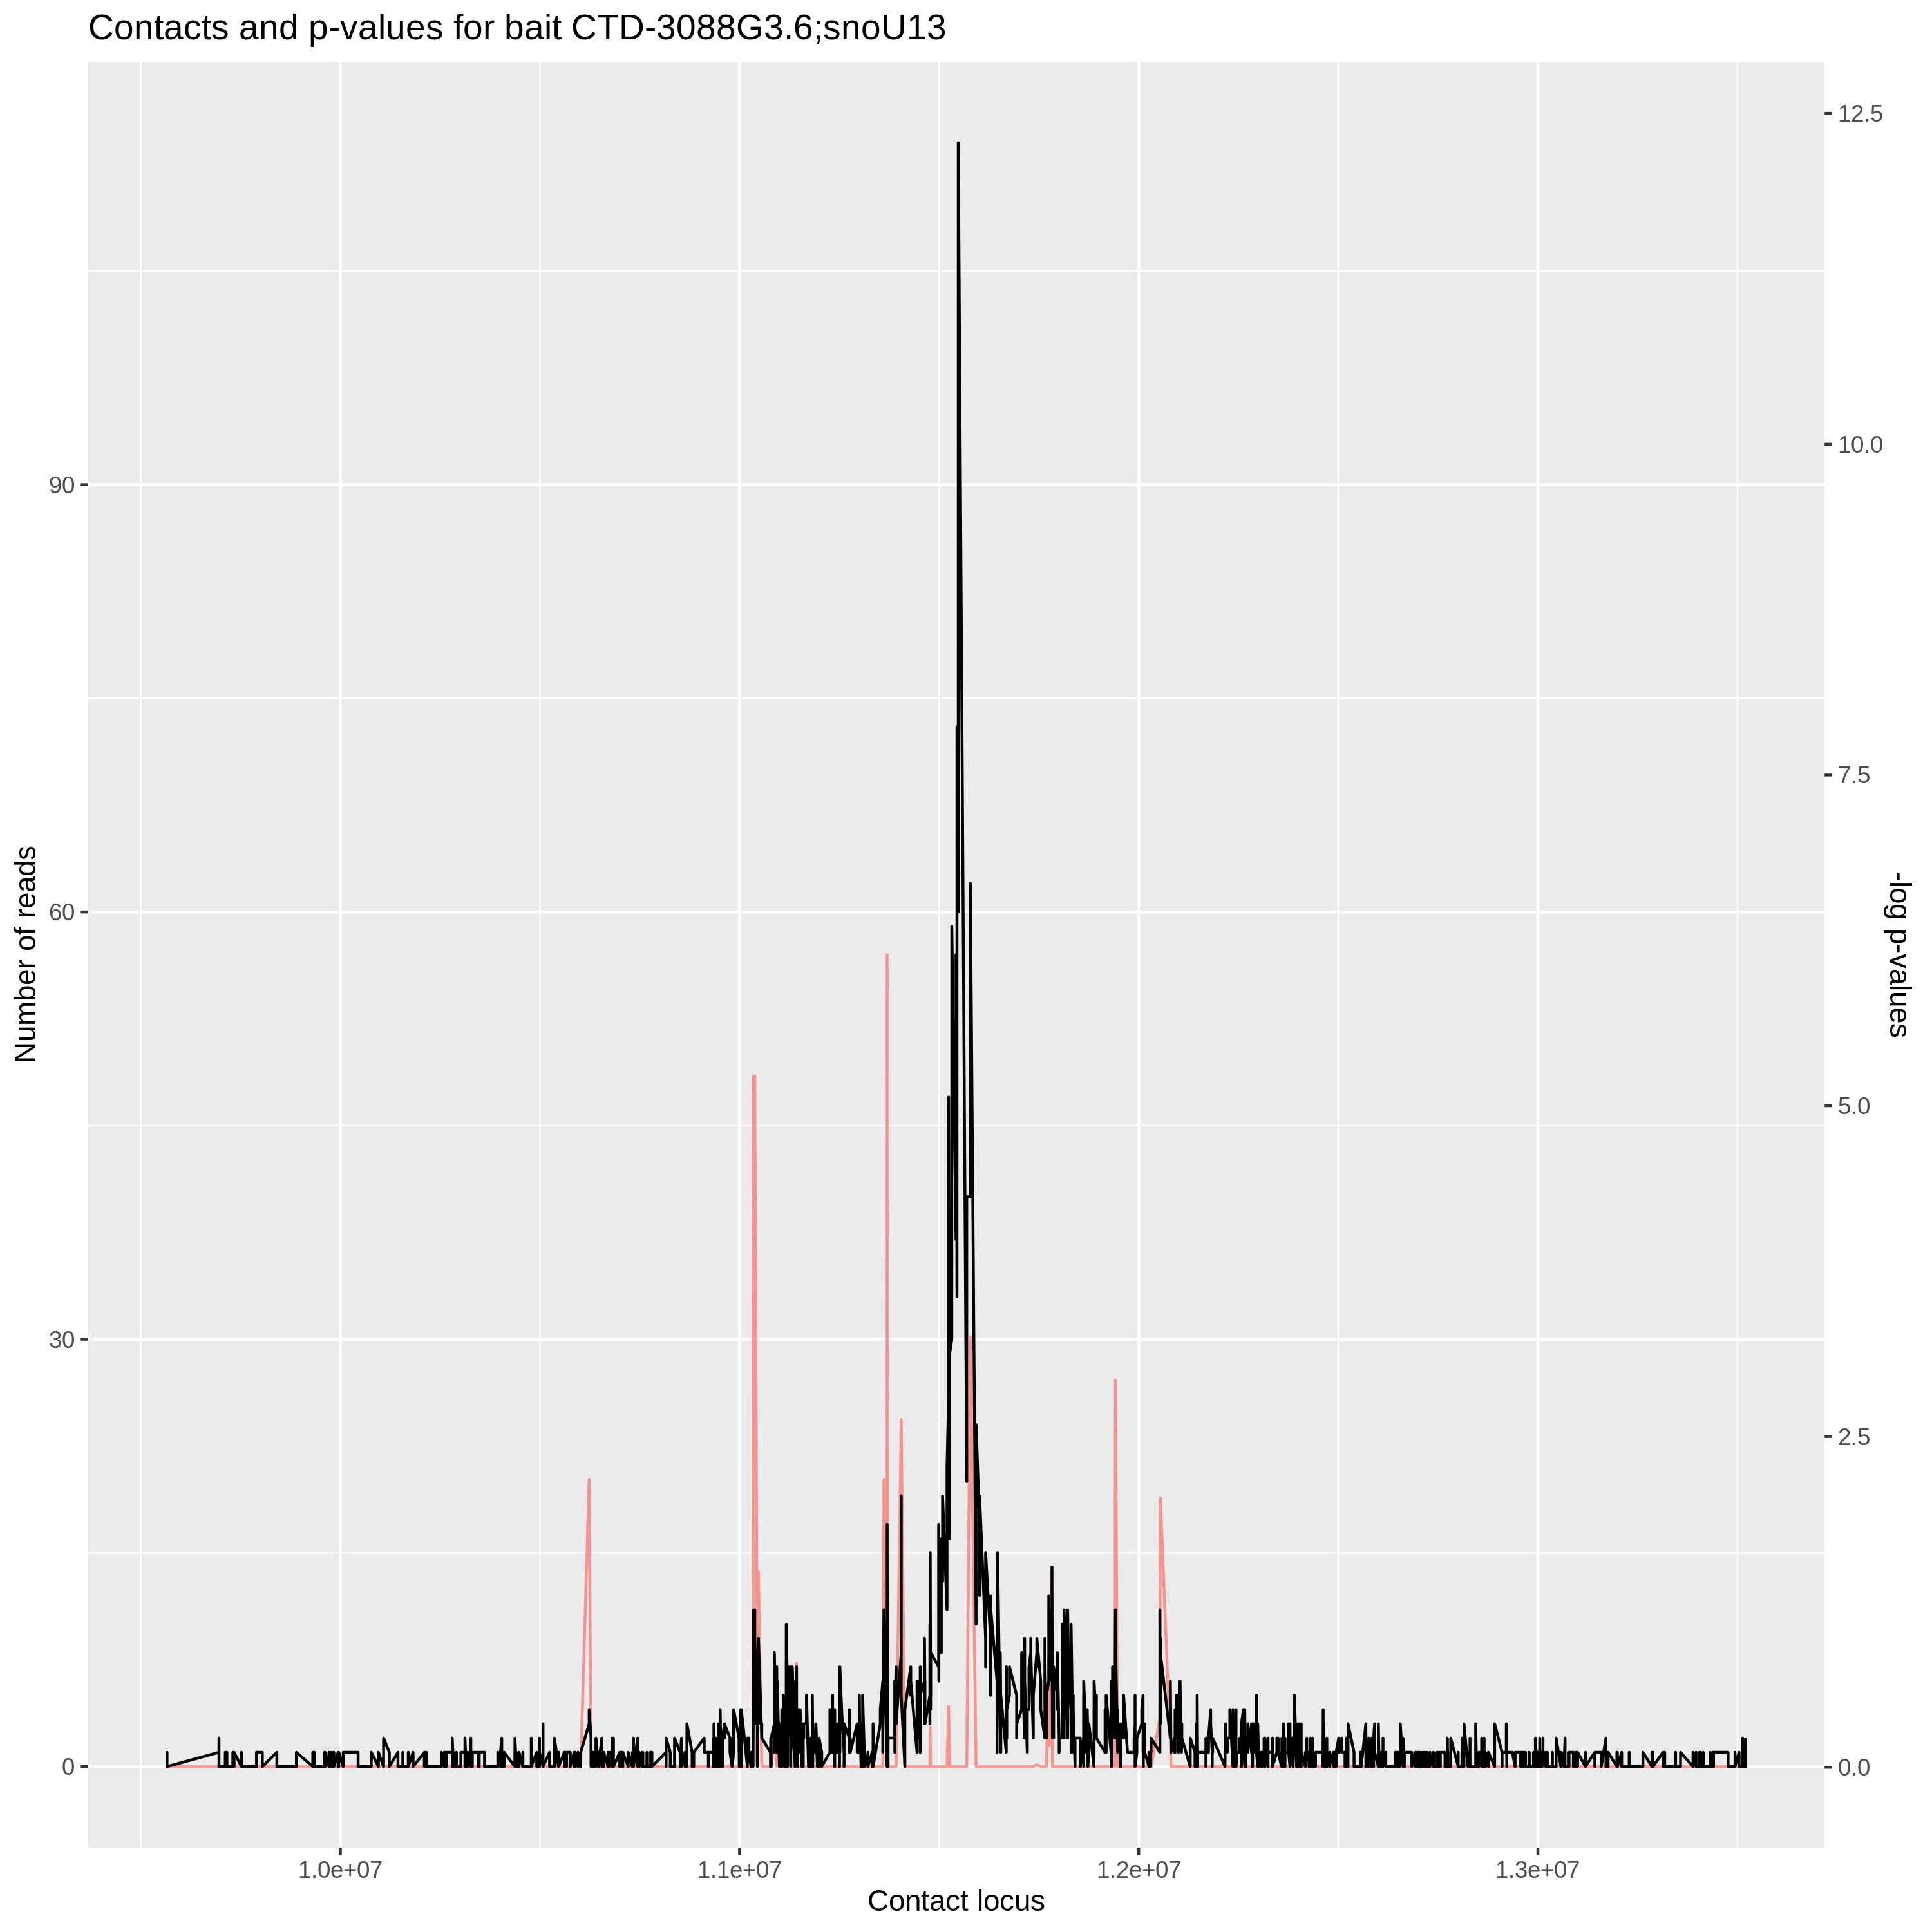 Contacts and p-values for bait CTD-3088G3.6;snoU13
12.5
10.0
90
7.5
60
Number of reads
-log p-values
5.0
30
2.5
0
0.0
1.0e+07
1.1e+07
1.2e+07
1.3e+07
Contact locus